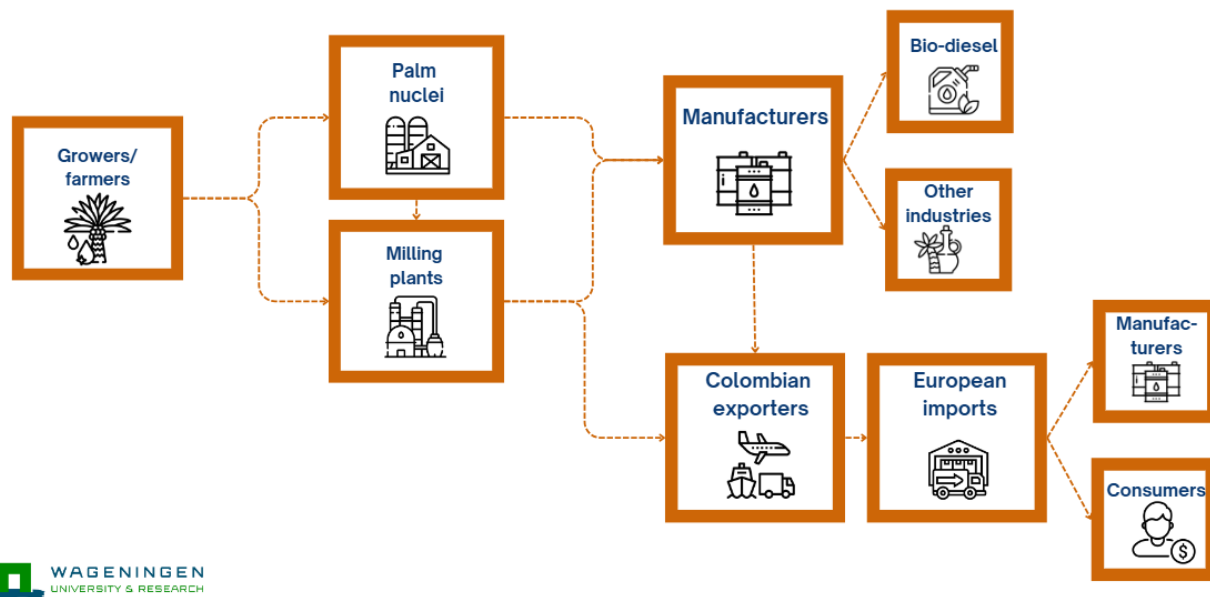 Growers/
farmers
Palm
nuclei
Milling
plants
Manufacturers
Bio-diesel
Other
industries
Colombian
exporters
European
imports
Manufac-
turers
Consumers
$
WAGENINGEN
UNIVERSITY & RESEARCH